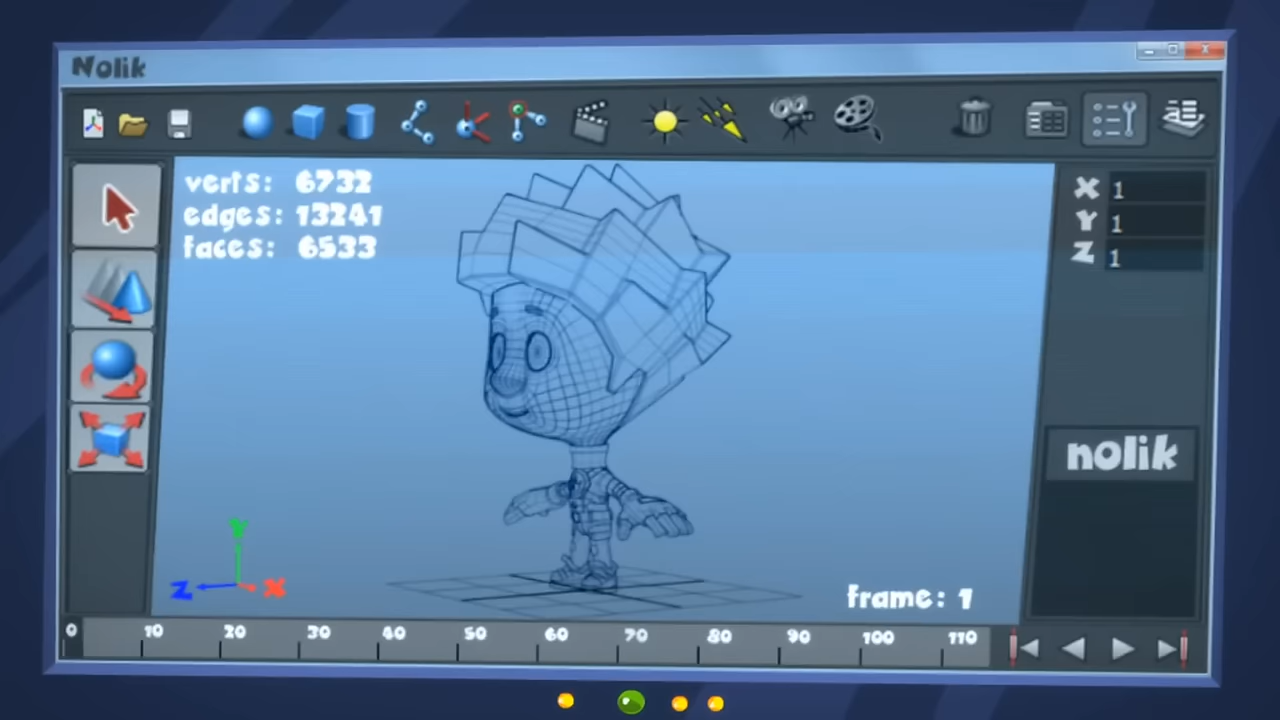 Nolik
verts: 6732
edges: 13241
faces: 6533
X 1
Y 1
Z 1
nolik
Y
Z X
frame: 1
0 10 20 30 40 50 60 70 80 90 100 110